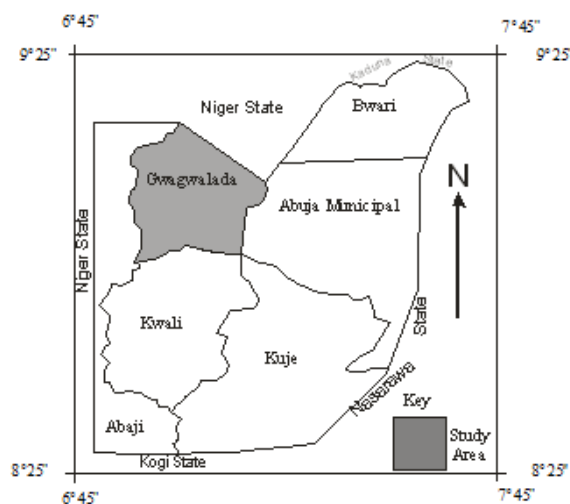 6°45" 7°45"
9°25" 9°25"
Kaduna State
Bwari
Niger State
Gwagwalada
N
Abuja Municipal
Niger State
Kwali
Kuje
Nasarawa State
Key
Abaji
Study
Area
Kogi State
8°25" 8°25"
6°45" 7°45"